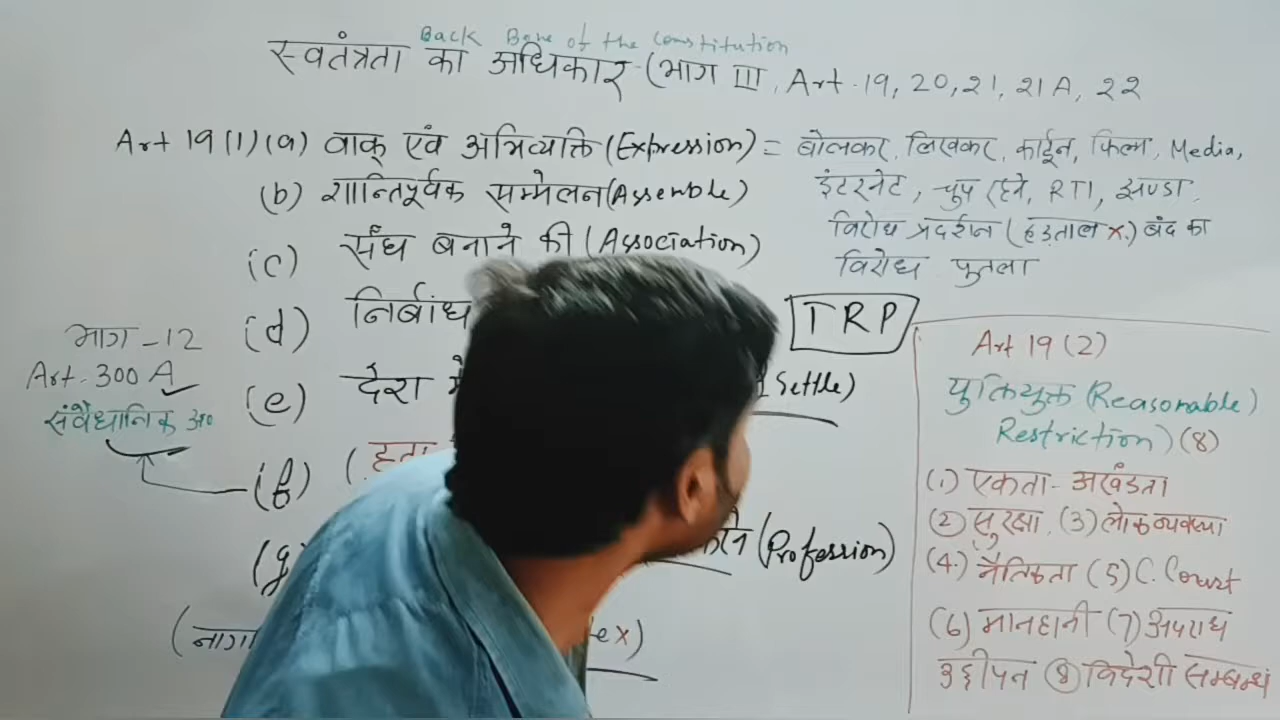 Back Bone of the Constitution
स्वतंत्रता का अधिकार-(भाग III, Art-19, 20, 21, 21A, 22
Art 19(1)(a) वाक् एंव अभिव्यक्ति (Expression) = बोलकर, लिखकर, कार्टून, फिल्म, Media,
इंटरनेट, चुप रहने, RTI, झण्डा,
विरोध प्रदर्शन (हड़ताल x) बंद का
विरोध पुतला
(b) शान्तिपूर्वक सम्मेलन (Assemble)
(c) संघ बनाने की (Association)
(d) निर्बाध
TRP
(e) देश मे Settle)
(f) (हटा
(g) करने (Profession)
(नाग ex)
भाग -12
Art. 300 A
संवैधानिक अ०
Art 19 (2)
युक्तियुक्त (Reasonable)
Restriction) (8)
(1) एकता- अखंडता
(2) सुरक्षा, (3) लोक व्यवस्था
(4.) नैतिकता (5) C. Court
(6) मानहानी (7) अपराध
उद्दीपन (8) विदेशी सम्बन्ध